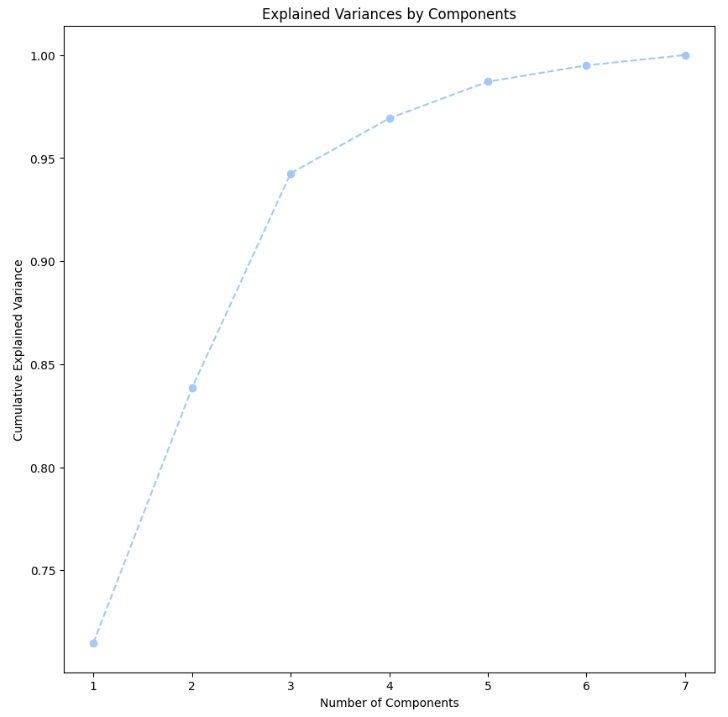 Explained Variances by Components
1.00
0.95
0.90
0.85
0.80
0.75
Cumulative Explained Variance
1 2 3 4 5 6 7
Number of Components